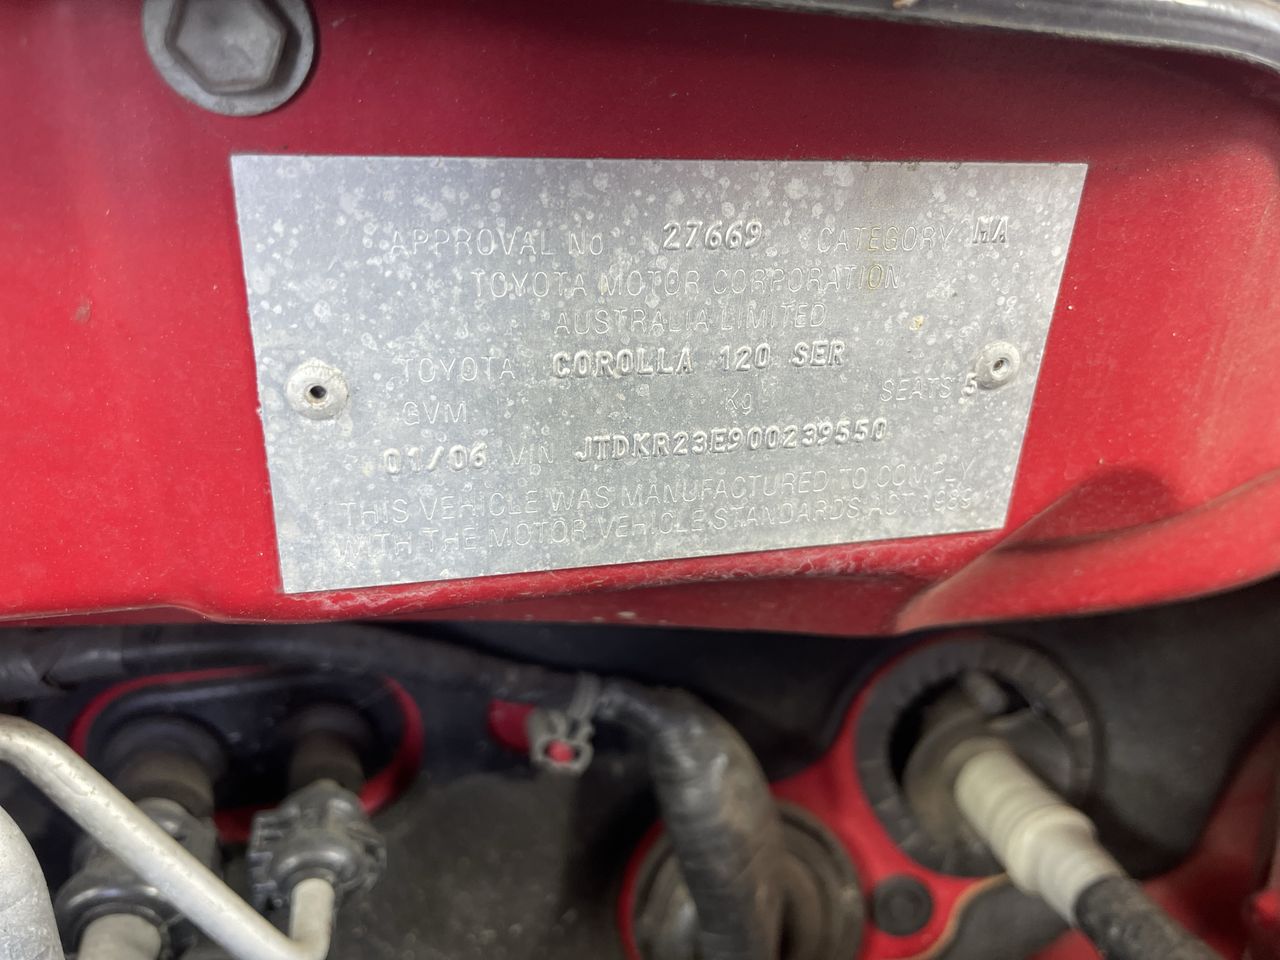 APPROVAL No 27669 CATEGORY MA
TOYOTA MOTOR CORPORATION
AUSTRALIA LIMITED
TOYOTA COROLLA 120 SER
GVM Kg SEATS 5
01/06 VIN JTDKR23E900239550
THIS VEHICLE WAS MANUFACTURED TO COMPLY
WITH THE MOTOR VEHICLE STANDARDS ACT 1989